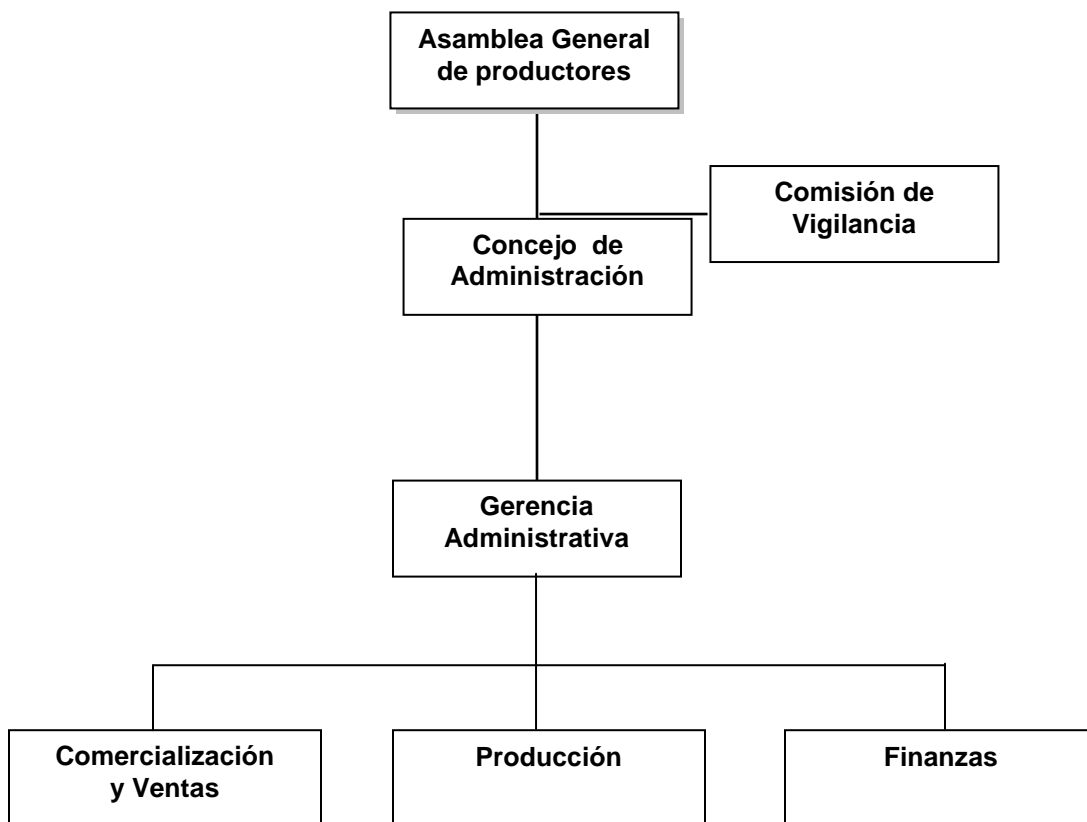 Asamblea General
de productores
Comisión de
Vigilancia
Concejo  de
Administración
Gerencia
Administrativa
Comercialización
y Ventas
Producción
Finanzas